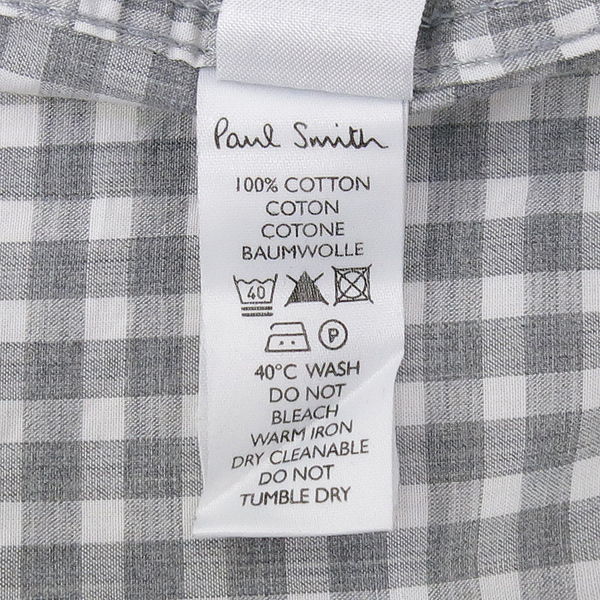 Paul Smith
100% COTTON
COTON
COTONE
BAUMWOLLE
40
P
40°C WASH
DO NOT
BLEACH
WARM IRON
DRY CLEANABLE
DO NOT
TUMBLE DRY